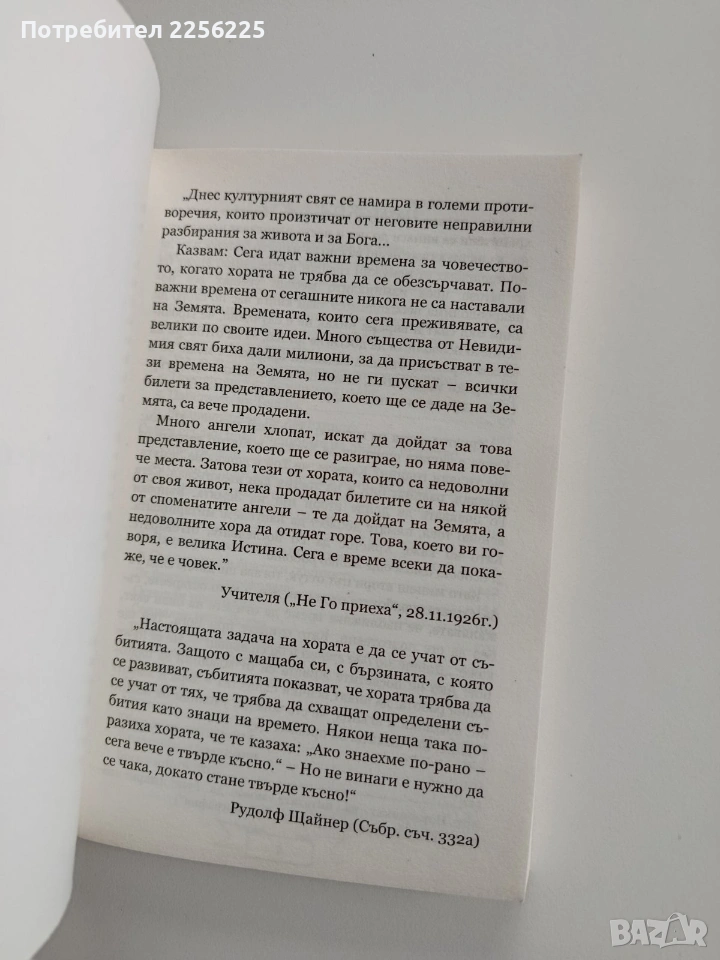 Потребител 2256225
„Днес културният свят се намира в големи проти-
воречия, които произтичат от неговите неправилни
разбирания за живота и за Бога...
Казвам: Сега идат важни времена за човечество-
то, когато хората не трябва да се обезсърчават. По-
важни времена от сегашните никога не са наставали
на Земята. Времената, които сега преживявате, са
велики по своите идеи. Много същества от Невиди-
мия свят биха дали милиони, за да присъстват в те-
зи времена на Земята, но не ги пускат – всички
билети за представлението, което ще се даде на Зе-
мята, са вече продадени.
Много ангели хлопат, искат да дойдат за това
представление, което ще се разиграе, но няма пове-
че места. Затова тези от хората, които са недоволни
от своя живот, нека продадат билетите си на някой
от споменатите ангели – те да дойдат на Земята, а
недоволните хора да отидат горе. Това, което ви го-
воря, е велика Истина. Сега е време всеки да пока-
же, че е човек.”
Учителя („Не Го приеха“, 28.11.1926г.)
„Настоящата задача на хората е да се учат от съ-
битията. Защото с мащаба си, с бързината, с която
се развиват, събитията показват, че хората трябва да
се учат от тях, че трябва да схващат определени съ-
бития като знаци на времето. Някои неща така по-
разиха хората, че те казаха: „Ако знаехме по-рано –
сега вече е твърде късно.“ – Но не винаги е нужно да
се чака, докато стане твърде късно!“
Рудолф Щайнер (Събр. съч. 332а)
BAZAR